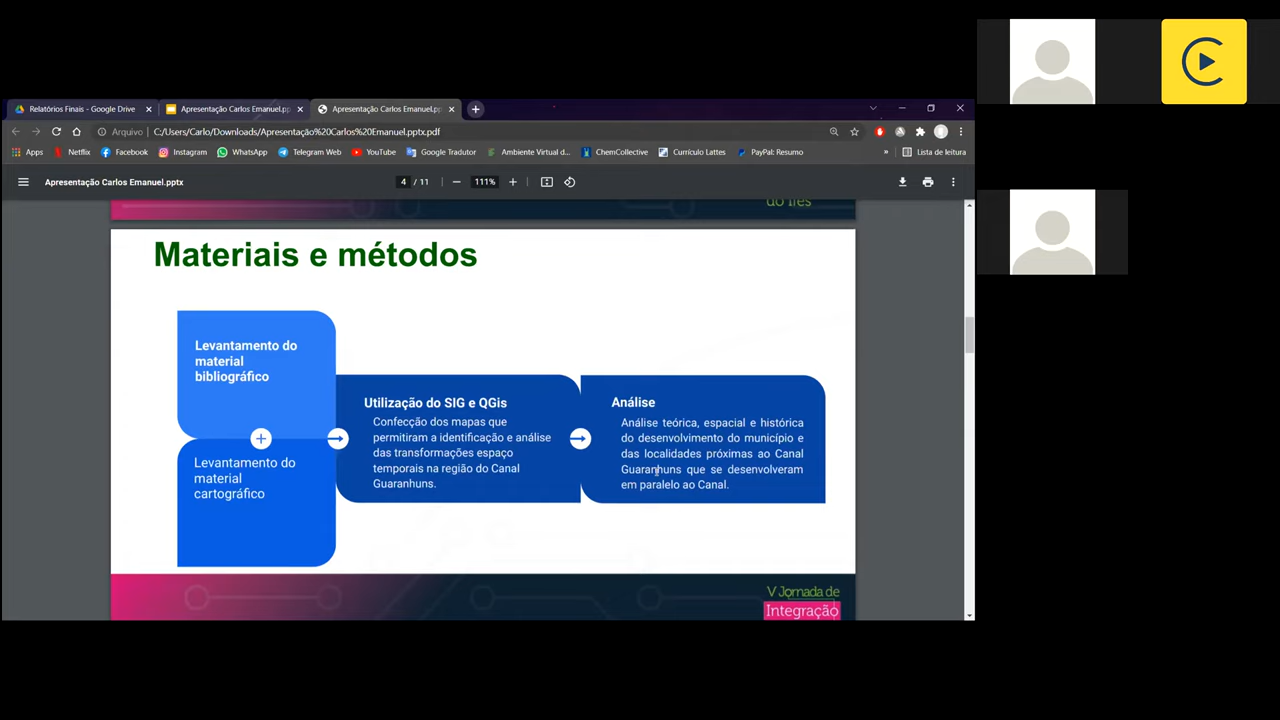 Relatórios Finais - Google Drive
Apresentação Carlos Emanuel.pp
Apresentação Carlos Emanuel.pp
Arquivo
C:/Users/Carlo/Downloads/Apresentação%20Carlos%20Emanuel.pptx.pdf
Apps
Netflix
Facebook
Instagram
WhatsApp
Telegram Web
YouTube
Google Tradutor
Ambiente Virtual d...
ChemCollective
Currículo Lattes
PayPal: Resumo
»
Lista de leitura
Apresentação Carlos Emanuel.pptx
4 / 11
111%
do Ifes
Materiais e métodos
Levantamento do
material
bibliográfico
Levantamento do
material
cartográfico
Utilização do SIG e QGis
Confecção dos mapas que
permitiram a identificação e análise
das transformações espaço
temporais na região do Canal
Guaranhuns.
Análise
Análise teórica, espacial e histórica
do desenvolvimento do município e
das localidades próximas ao Canal
Guaranhuns que se desenvolveram
em paralelo ao Canal.
V Jornada de
Integração